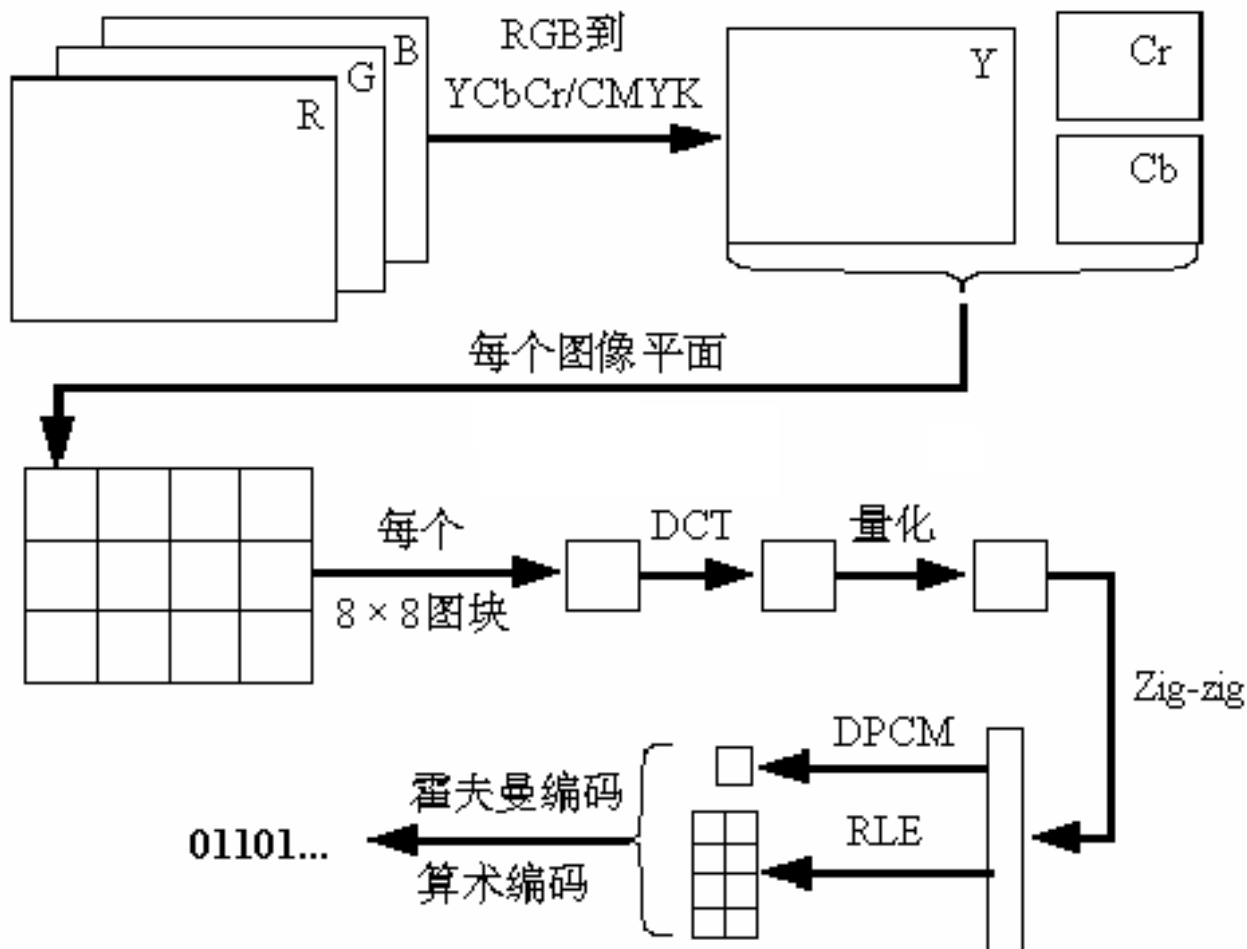 B
G
R
RGB到
YCbCr/CMYK
Y
Cr
Cb
每个图像平面
每个
8×8图块
DCT
量化
Zig-zig
DPCM
RLE
霍夫曼编码
算术编码
01101...